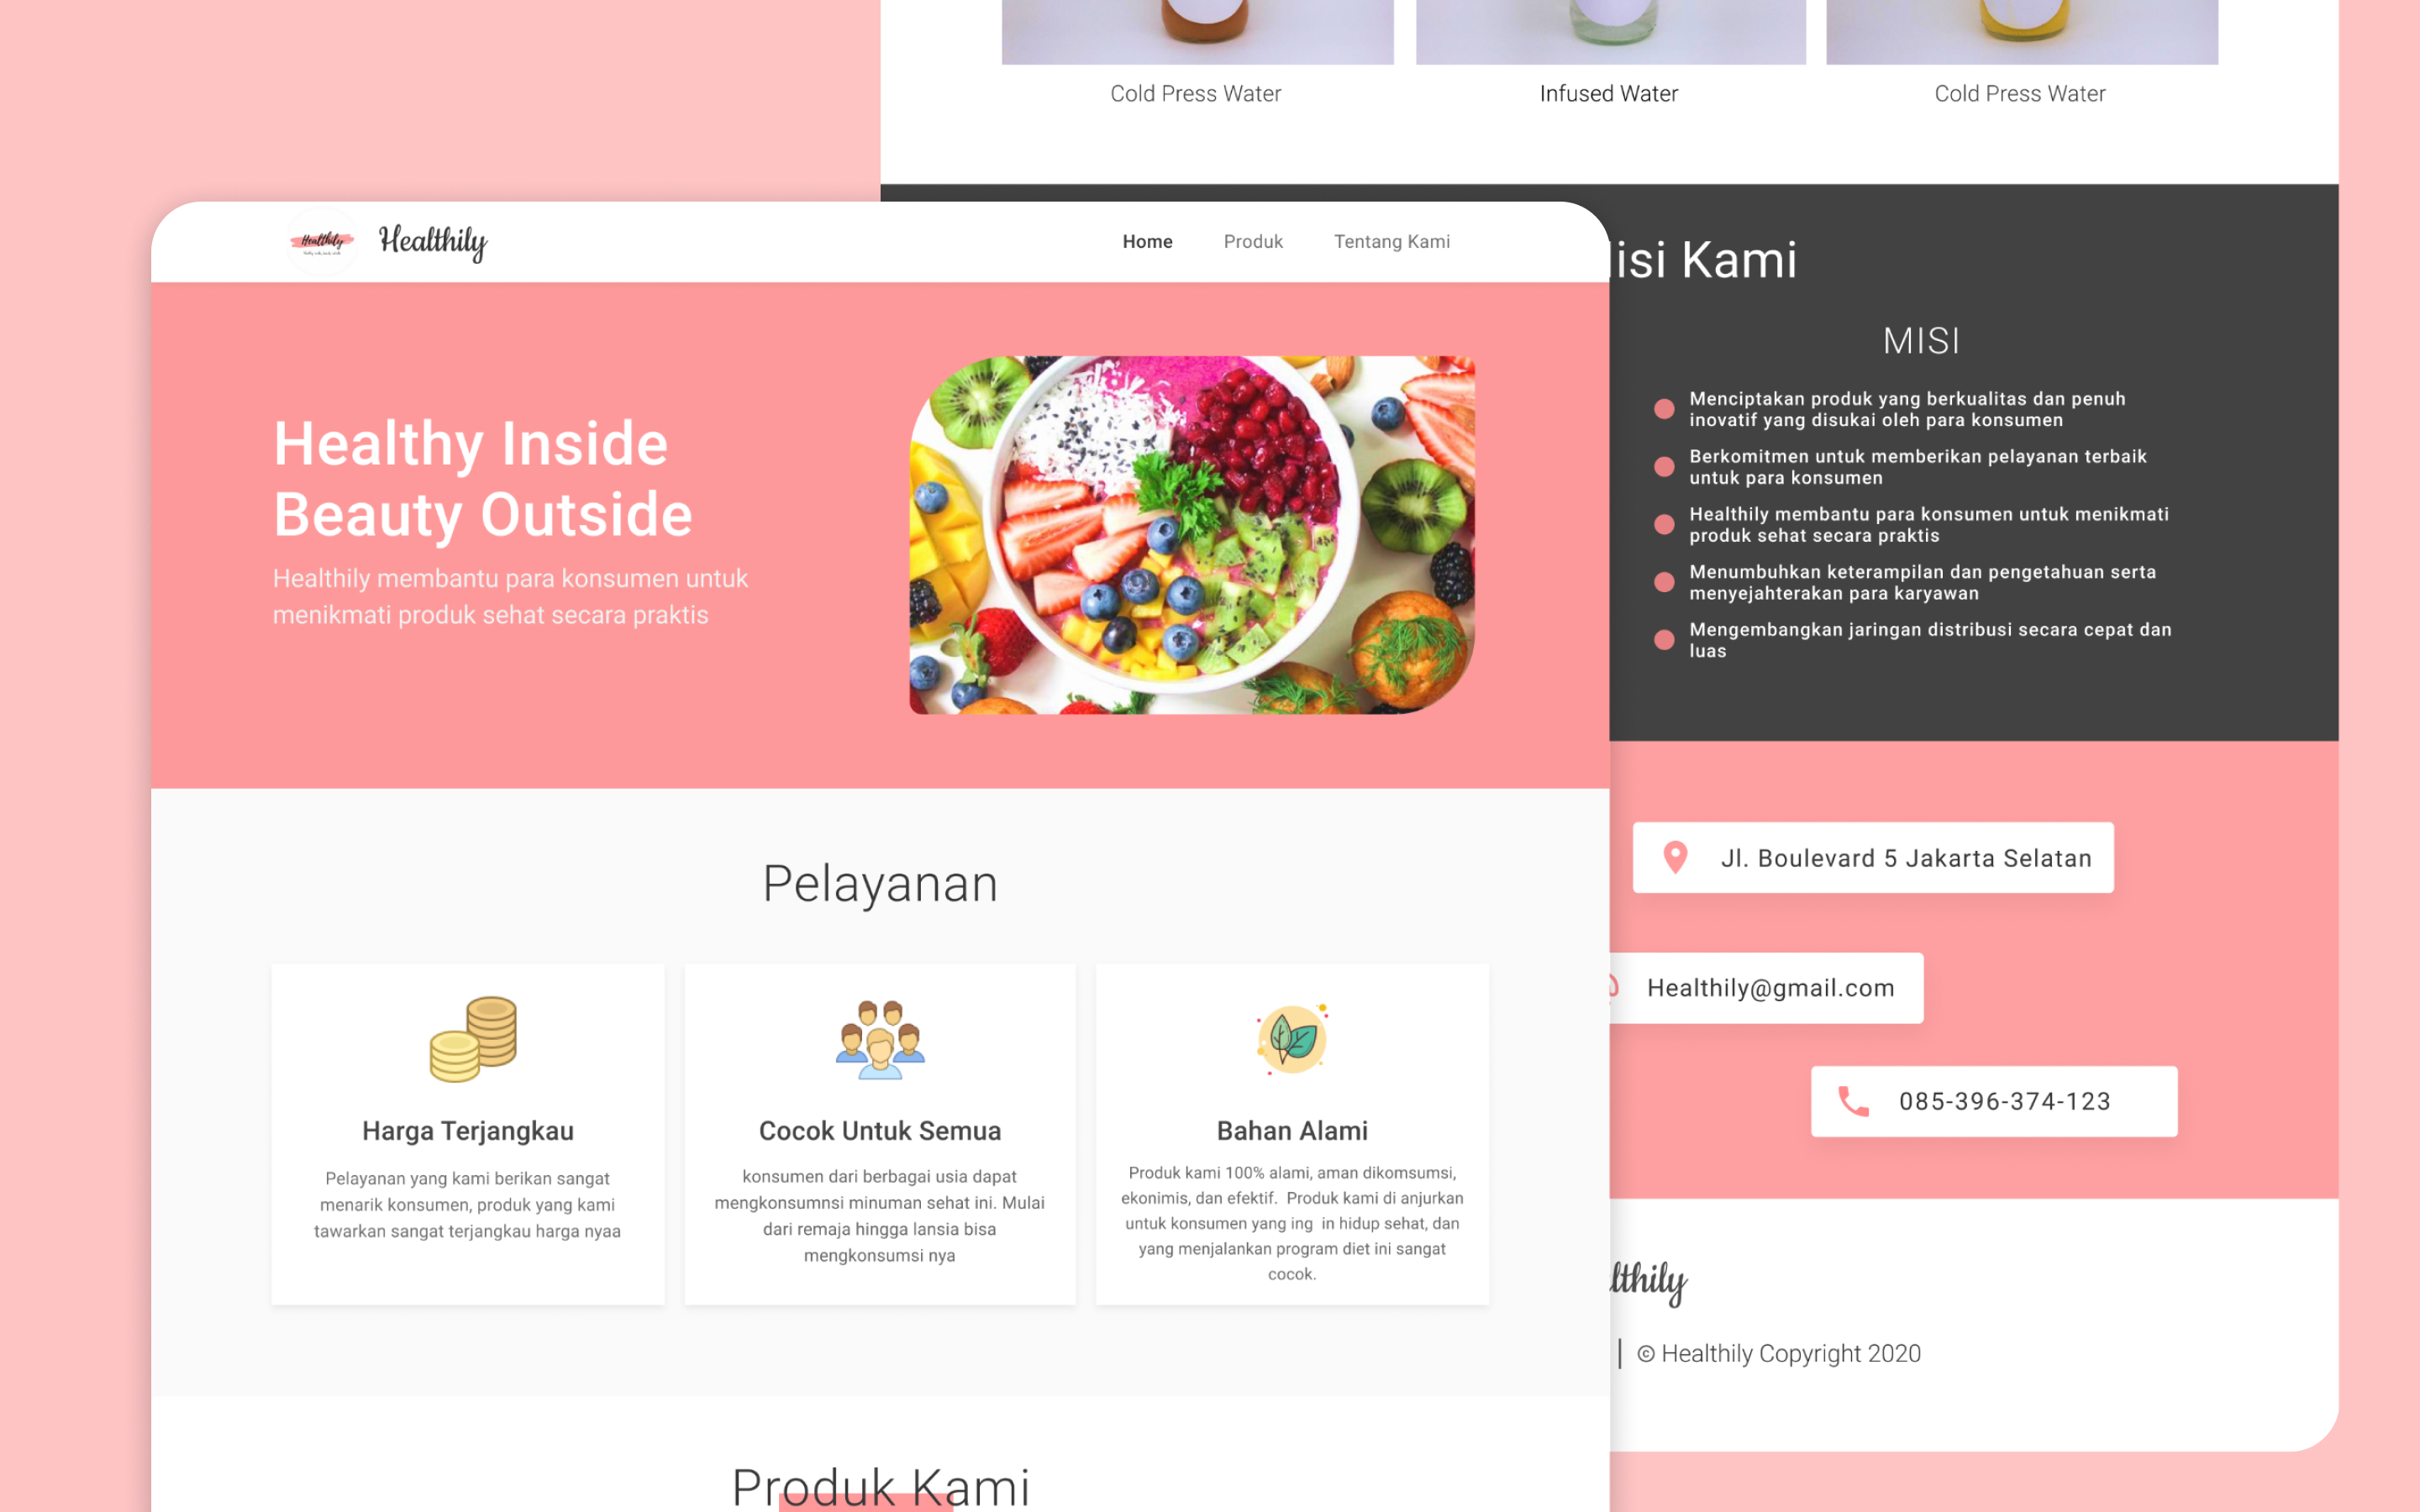 Cold Press Water
Infused Water
Cold Press Water
Healthily
Healthily
Home
Produk
Tentang Kami
Healthy Inside
Beauty Outside
Healthily membantu para konsumen untuk
menikmati produk sehat secara praktis
Pelayanan
Harga Terjangkau
Pelayanan yang kami berikan sangat
menarik konsumen, produk yang kami
tawarkan sangat terjangkau harga nyaa
Cocok Untuk Semua
konsumen dari berbagai usia dapat
mengkonsumnsi minuman sehat ini. Mulai
dari remaja hingga lansia bisa
mengkonsumsi nya
Bahan Alami
Produk kami 100% alami, aman dikomsumsi,
ekonimis, dan efektif.  Produk kami di anjurkan
untuk konsumen yang ing  in hidup sehat, dan
yang menjalankan program diet ini sangat
cocok.
Produk Kami
isi Kami
MISI
Menciptakan produk yang berkualitas dan penuh
inovatif yang disukai oleh para konsumen
Berkomitmen untuk memberikan pelayanan terbaik
untuk para konsumen
Healthily membantu para konsumen untuk menikmati
produk sehat secara praktis
Menumbuhkan keterampilan dan pengetahuan serta
menyejahterakan para karyawan
Mengembangkan jaringan distribusi secara cepat dan
luas
Jl. Boulevard 5 Jakarta Selatan
Healthily@gmail.com
085-396-374-123
lthily
| © Healthily Copyright 2020